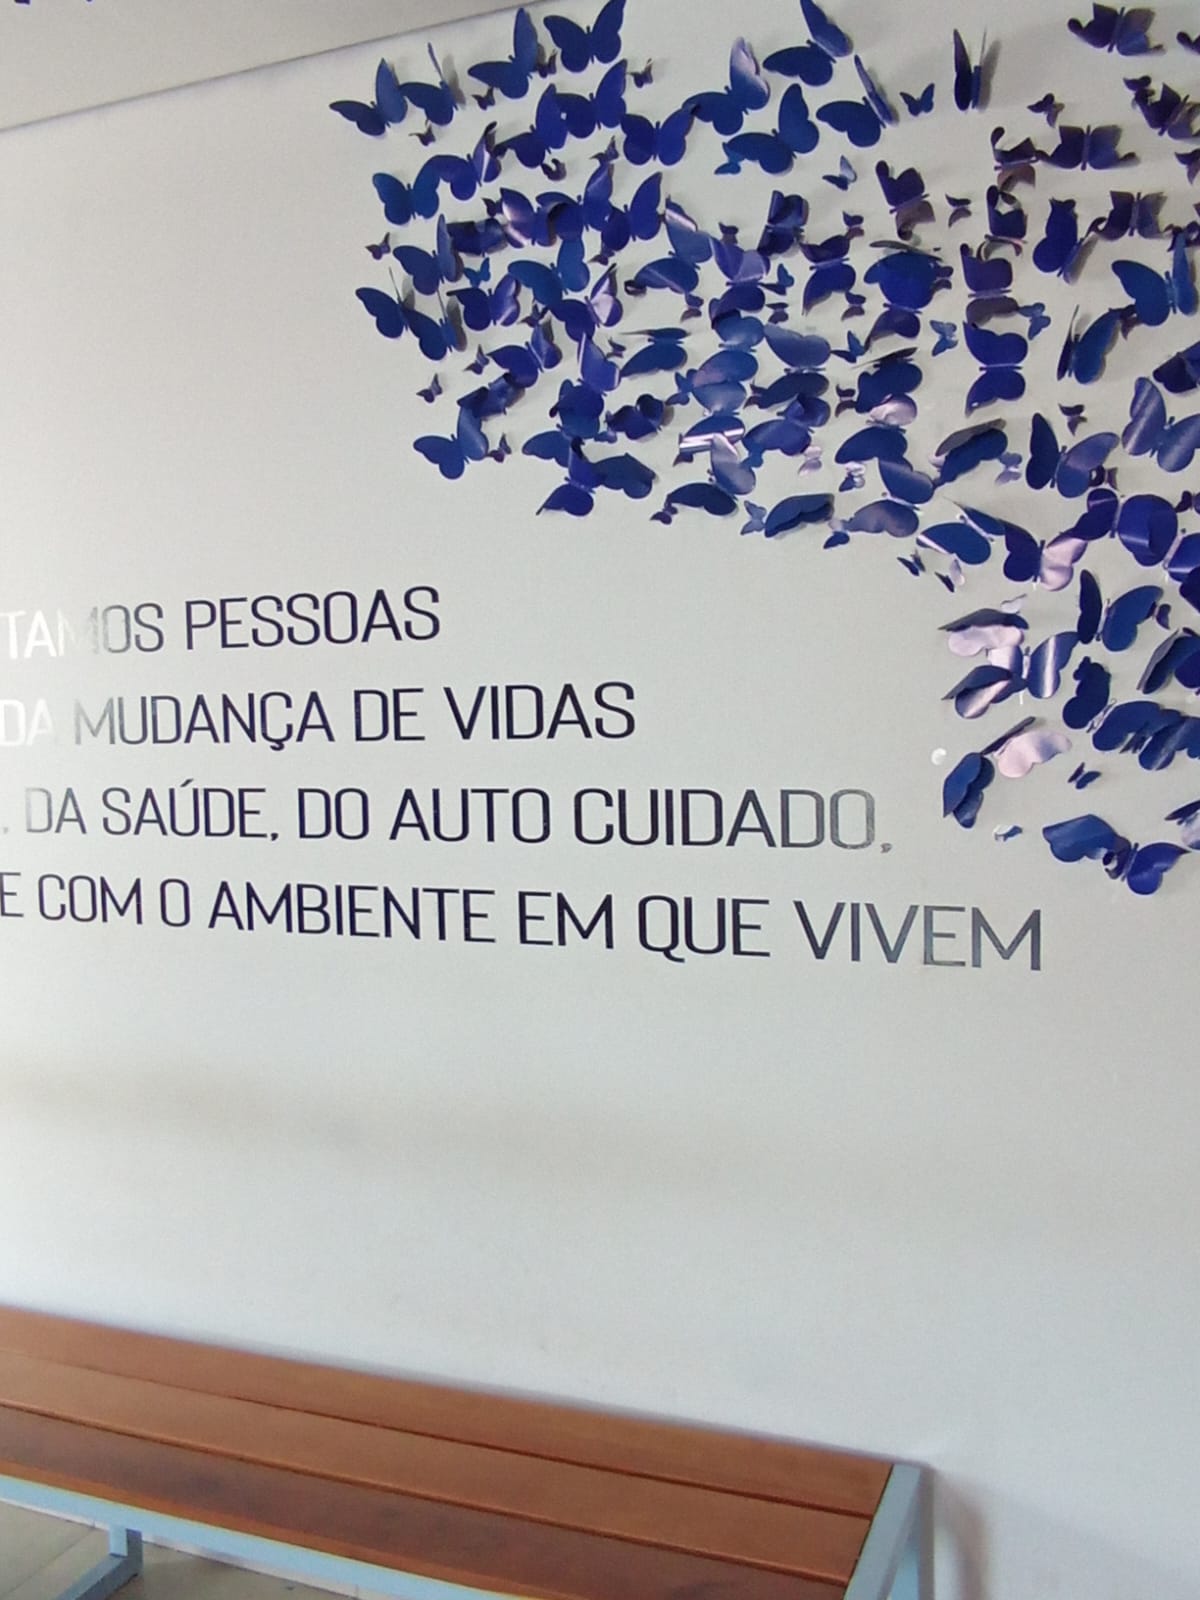 TAMOS PESSOAS
DA MUDANÇA DE VIDAS
, DA SAÚDE, DO AUTO CUIDADO,
E COM O AMBIENTE EM QUE VIVEM